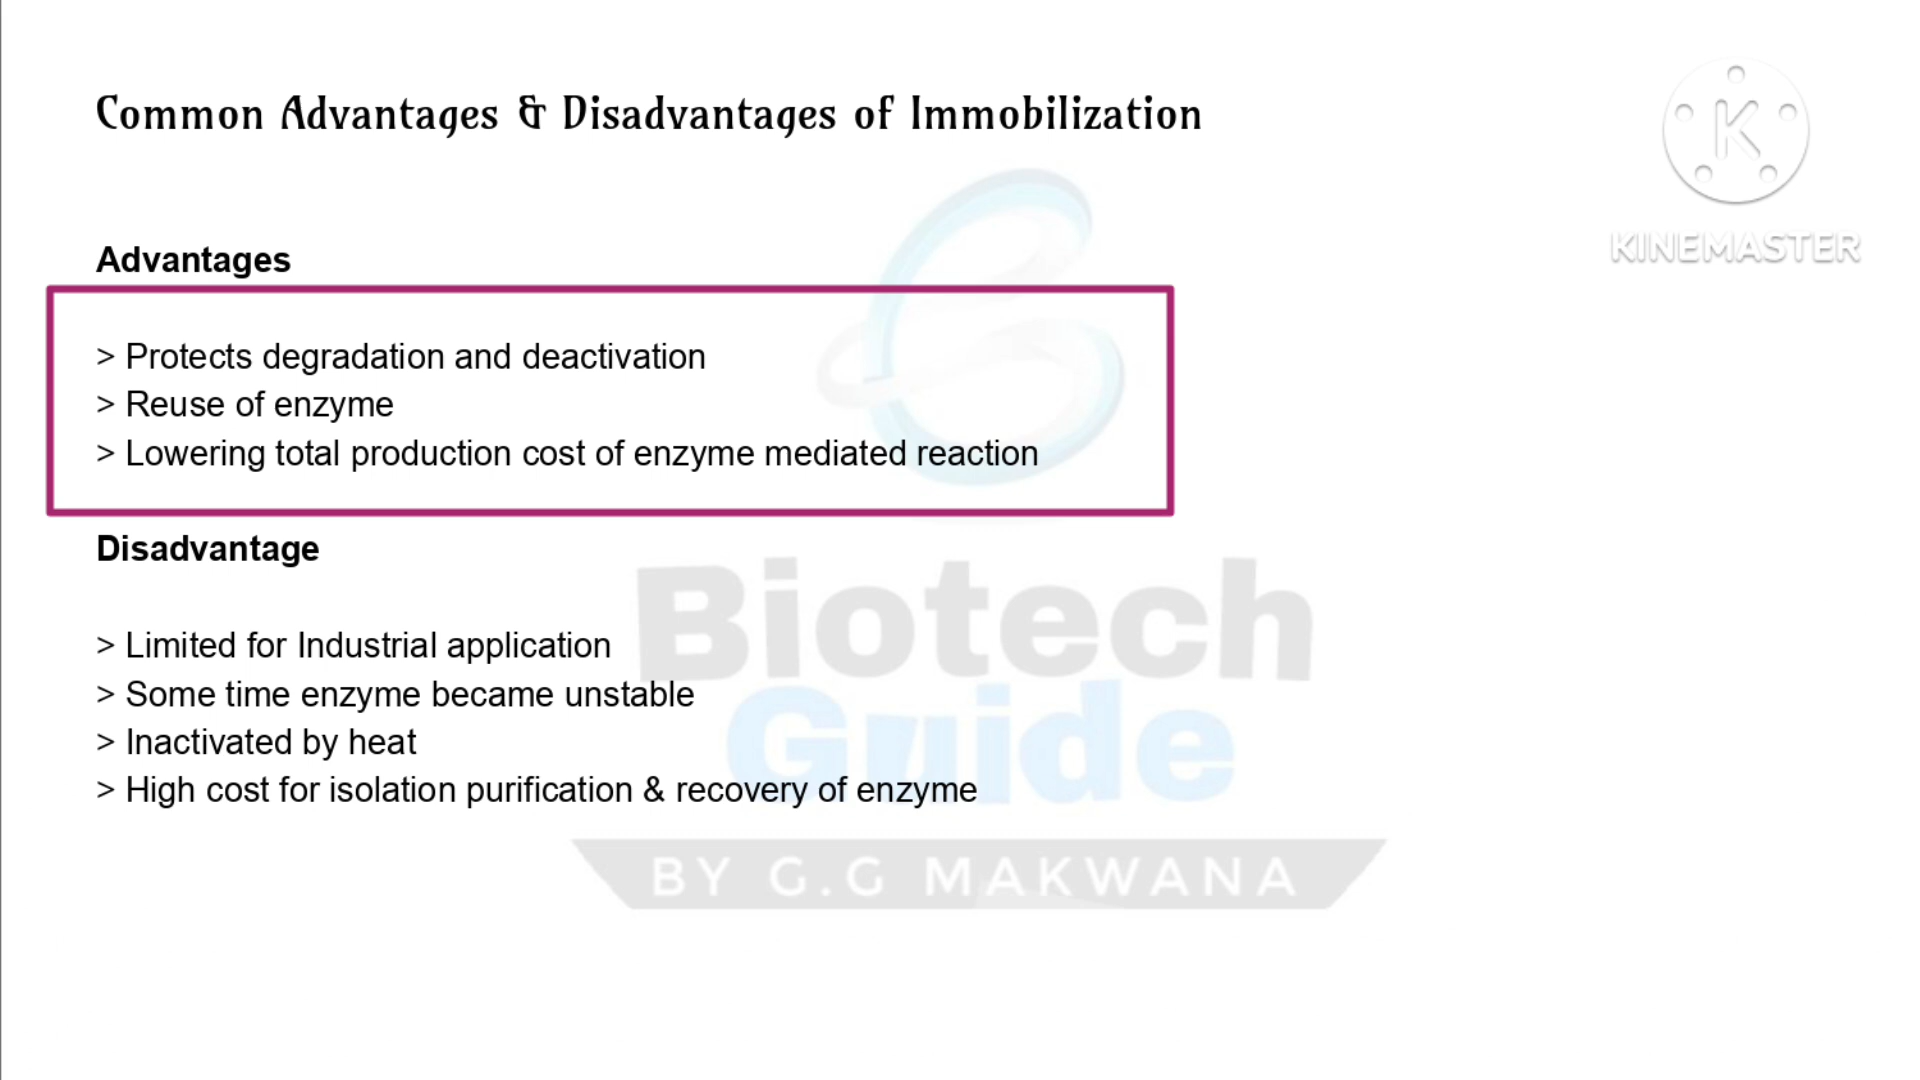 Common Advantages & Disadvantages of Immobilization
K
KINEMASTER
Advantages
> Protects degradation and deactivation
> Reuse of enzyme
> Lowering total production cost of enzyme mediated reaction
Disadvantage
> Limited for Industrial application
> Some time enzyme became unstable
> Inactivated by heat
> High cost for isolation purification & recovery of enzyme
Biotech
Guide
BY G.G MAKWANA